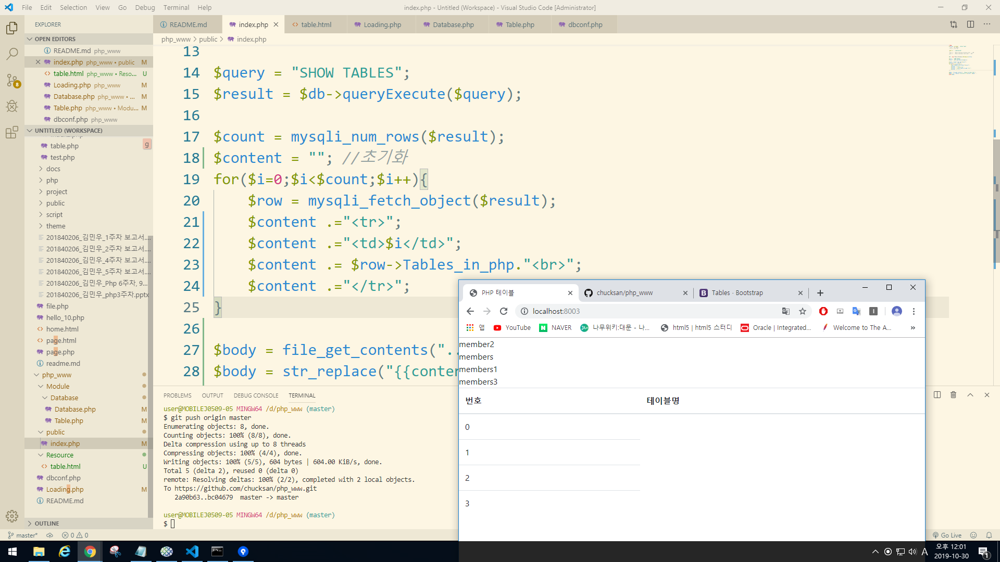 File Edit Selection View Go Debug Terminal Help
index.php - Untitled (Workspace) - Visual Studio Code [Administrator]
EXPLORER
README.md
index.php
table.html
Loading.php
Database.php
Table.php
dbconf.php
OPEN EDITORS
README.md php_www
index.php php_www • public M
table.html php_www • Reso... U
Loading.php php_www M
Database.php php_www • ... M
Table.php php_www • Modu... M
dbconf.php php_www
8
UNTITLED (WORKSPACE)
table.php
g
test.php
docs
php
project
public
script
theme
201840206_김민우_1주차 보고서....
201840206_김민우_2주차 보고서....
201840206_김민우_4주차 보고서....
201840206_김민우_5주차 보고서....
201840206_김민우_Php 6주차, 9...
201840206_김민우_php3주차.pptx
file.php
hello_10.php
home.html
page.html
page.php
readme.md
php_www
Module
Database
Database.php M
Table.php M
public
index.php M
Resource
table.html U
dbconf.php
Loading.php M
README.md
OUTLINE
php_www > public > index.php
13
14 $query = "SHOW TABLES";
15 $result = $db->queryExecute($query);
16
17 $count = mysqli_num_rows($result);
18 $content = ""; //초기화
19 for($i=0;$i<$count;$i++){
20 $row = mysqli_fetch_object($result);
21 $content .="<tr>";
22 $content .="<td>$i</td>";
23 $content .= $row->Tables_in_php."<br>";
24 $content .="</tr>";
25 }
26
27 $body = file_get_contents("..
28 $body = str_replace("{{conten
PROBLEMS OUTPUT DEBUG CONSOLE TERMINAL
user@MOBILEJ0509-05 MINGW64 /d/php_www (master)
$ git push origin master
Enumerating objects: 8, done.
Counting objects: 100% (8/8), done.
Delta compression using up to 8 threads
Compressing objects: 100% (4/4), done.
Writing objects: 100% (5/5), 604 bytes | 604.00 KiB/s, done.
Total 5 (delta 2), reused 0 (delta 0)
remote: Resolving deltas: 100% (2/2), completed with 2 local objects.
To https://github.com/chucksan/php_www.git
2a90b63..bc04679 master -> master
user@MOBILEJ0509-05 MINGW64 /d/php_www (master)
$
PHP 테이블
chucksan/php_www
Tables · Bootstrap
localhost:8003
앱 YouTube NAVER 나무위키:대문 - 나... html5 | html5 스터디 Oracle | Integrated... Welcome to The A... »
member2
members
members1
members3
번호 테이블명
0
1
2
3
master* 0 0
Go Live
A
오후 12:01
2019-10-30
1